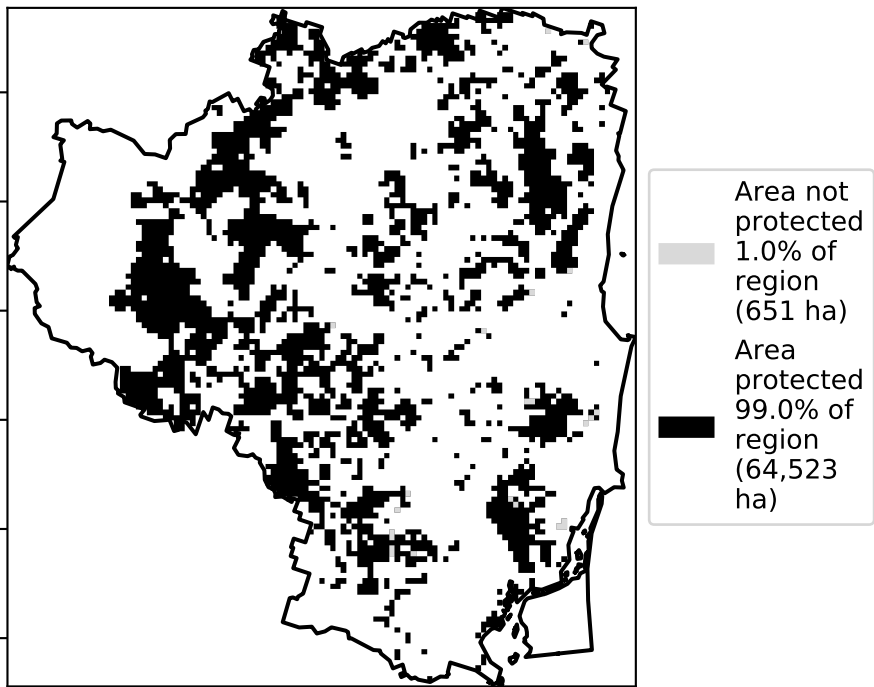 Area not
protected
1.0% of
region
(651 ha)
Area
protected
99.0% of
region
(64,523
ha)